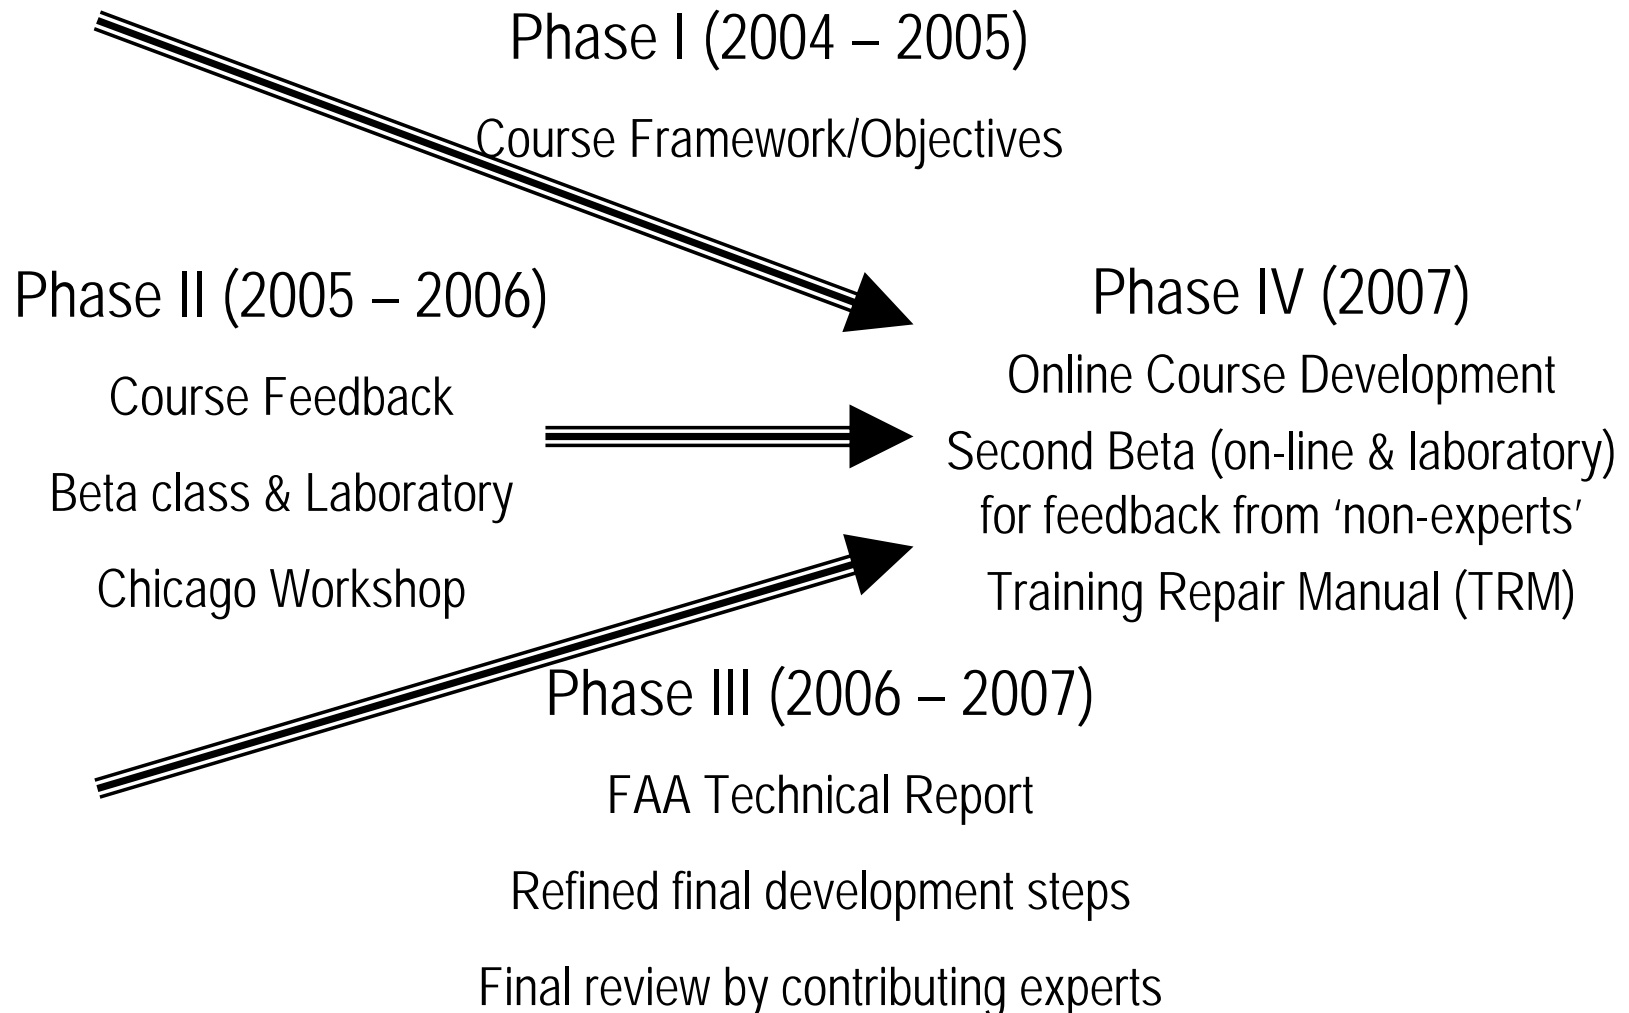 Phase I (2004 – 2005)
Course Framework/Objectives
Phase II (2005 – 2006)
Course Feedback
Beta class & Laboratory
Chicago Workshop
Phase IV (2007)
Online Course Development
Second Beta (on-line & laboratory)
for feedback from ‘non-experts’
Training Repair Manual (TRM)
Phase III (2006 – 2007)
FAA Technical Report
Refined final development steps
Final review by contributing experts